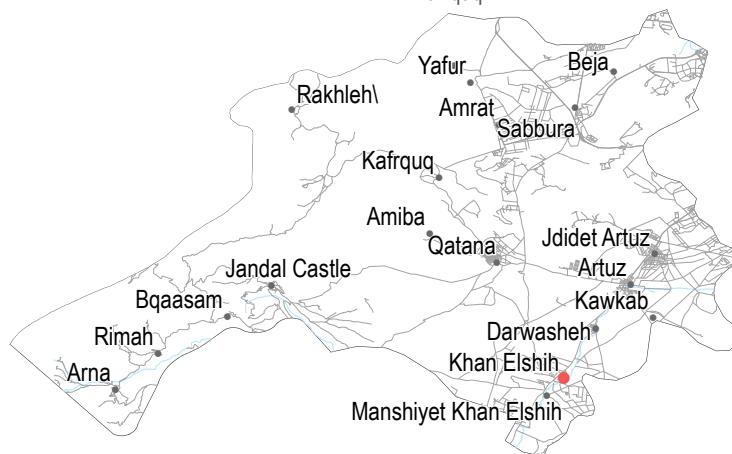 Yafur
Beja
Rakhleh\
Amrat
Sabbura
Kafrquq
Amiba
Qatana
Jdidet Artuz
Jandal Castle
Artuz
Bqaasam
Kawkab
Rimah
Darwasheh
Khan Elshih
Arna
Manshiyet Khan Elshih